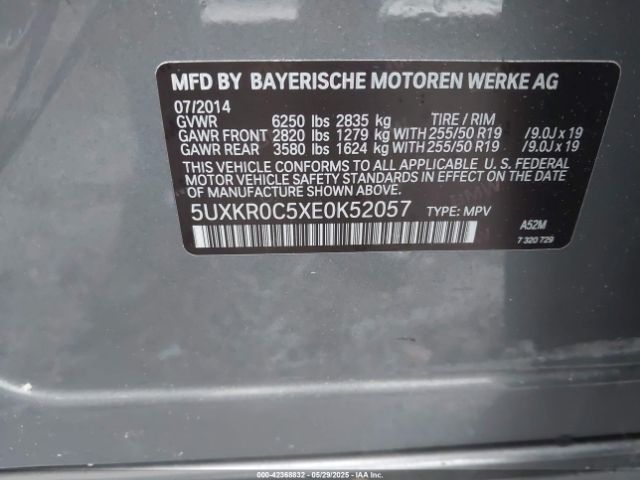 MFD BY BAYERISCHE MOTOREN WERKE AG
07/2014
GVWR 6250 lbs 2835 kg TIRE / RIM
GAWR FRONT 2820 lbs 1279 kg WITH 255/50 R19 /9.0J x 19
GAWR REAR 3580 lbs 1624 kg WITH 255/50 R19 /9.0J x 19
THIS VEHICLE CONFORMS TO ALL APPLICABLE U. S. FEDERAL
MOTOR VEHICLE SAFETY STANDARDS IN EFFECT ON THE DATE
OF MANUFACTURE SHOWN ABOVE.
5UXKR0C5XE0K52057 TYPE: MPV
A52M
7 320 729
000-42368832 - 05/29/2025 - IAA Inc.